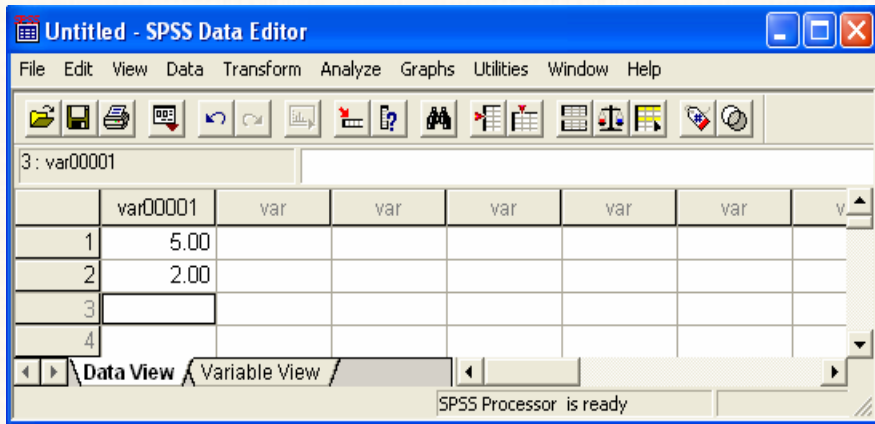 Untitled - SPSS Data Editor
File Edit View Data Transform Analyze Graphs Utilities Window Help
3 : var00001
var00001 var var var var var v
1 5.00
2 2.00
3
4
Data View Variable View
SPSS Processor is ready